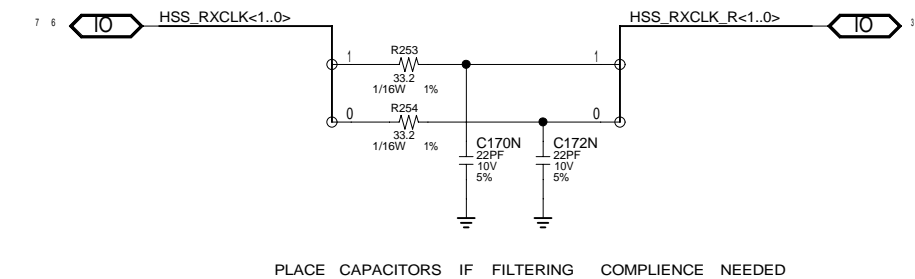 7 6 IO HSS_RXCLK<1..0> HSS_RXCLK_R<1..0> IO 3
1 R253 1
33.2
1/16W 1%
0 R254 0
33.2
1/16W 1%
C170N C172N
22PF 22PF
10V 10V
5% 5%
PLACE CAPACITORS IF FILTERING COMPLIENCE NEEDED